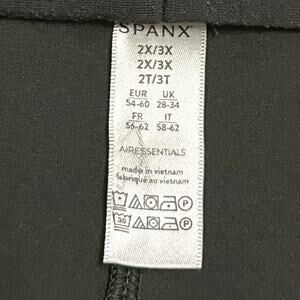 SPANX
2X/3X
2X/3X
2T/3T
EUR UK
54-60 28-34
FR IT
56-62 58-62
AIRESSENTIALS
made in vietnam
fabriqué au vietnam
P
30 P